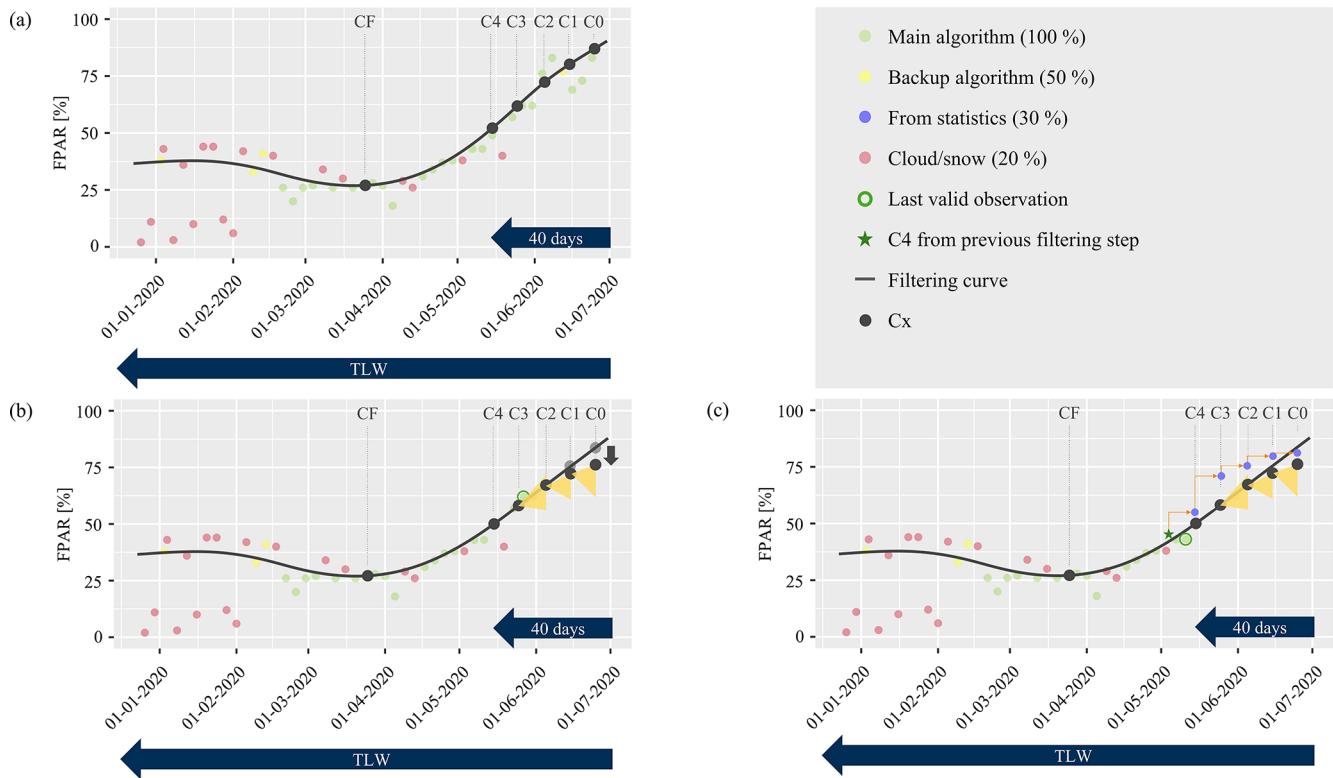 (a)
FPAR [%]
100
75
50
25
0
CF
C4
C3
C2
C1
C0
40 days
01-01-2020
01-02-2020
01-03-2020
01-04-2020
01-05-2020
01-06-2020
01-07-2020
TLW
Main algorithm (100 %)
Backup algorithm (50 %)
From statistics (30 %)
Cloud/snow (20 %)
Last valid observation
C4 from previous filtering step
Filtering curve
Cx
(b)
FPAR [%]
100
75
50
25
0
CF
C4
C3
C2
C1
C0
40 days
01-01-2020
01-02-2020
01-03-2020
01-04-2020
01-05-2020
01-06-2020
01-07-2020
TLW
(c)
FPAR [%]
100
75
50
25
0
CF
C4
C3
C2
C1
C0
40 days
01-01-2020
01-02-2020
01-03-2020
01-04-2020
01-05-2020
01-06-2020
01-07-2020
TLW